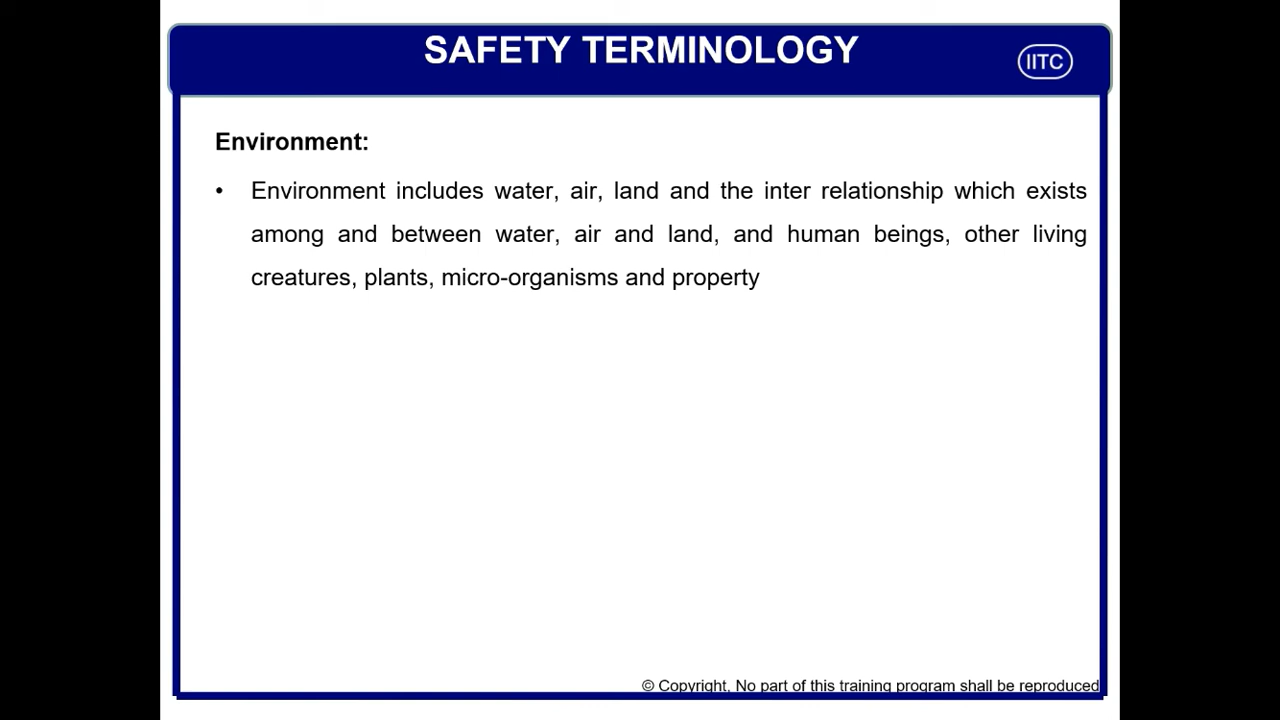 SAFETY TERMINOLOGY
IITC
Environment:
• Environment includes water, air, land and the inter relationship which exists
among and between water, air and land, and human beings, other living
creatures, plants, micro-organisms and property
© Copyright, No part of this training program shall be reproduced